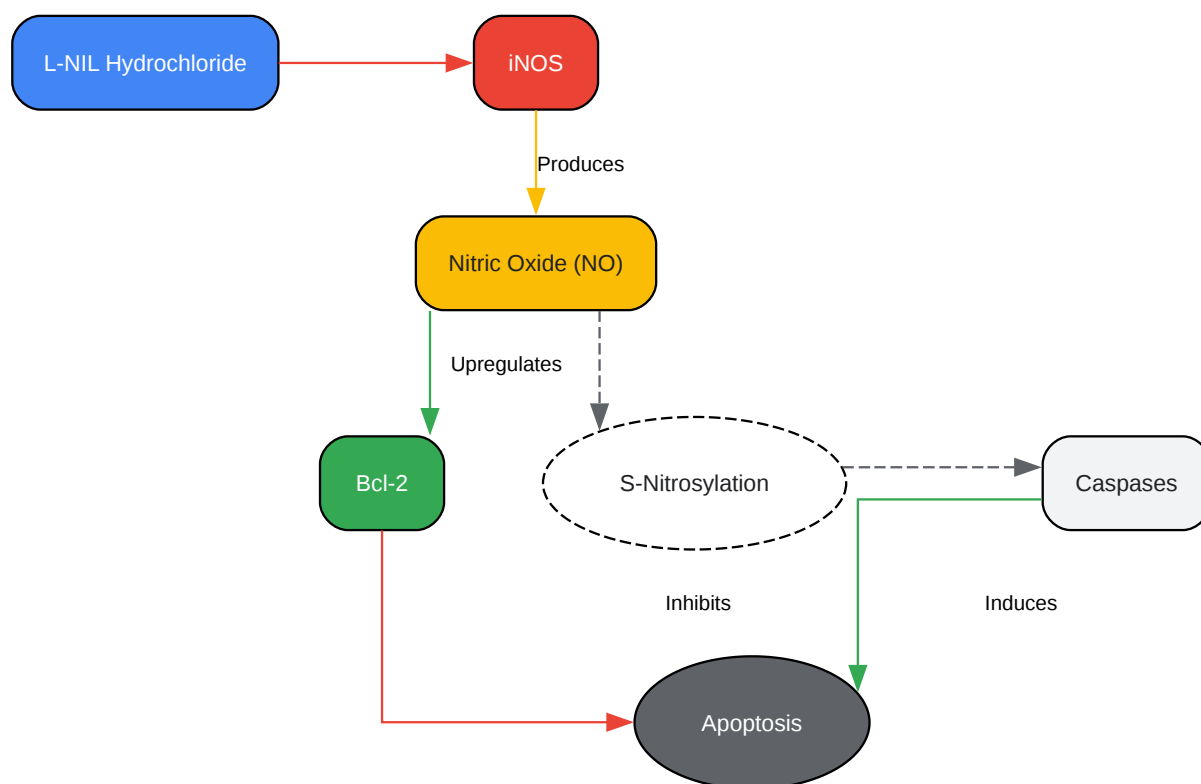 L-NIL Hydrochloride
iNOS
Produces
Nitric Oxide (NO)
Upregulates
Bcl-2
S-Nitrosylation
Caspases
Inhibits
Induces
Apoptosis